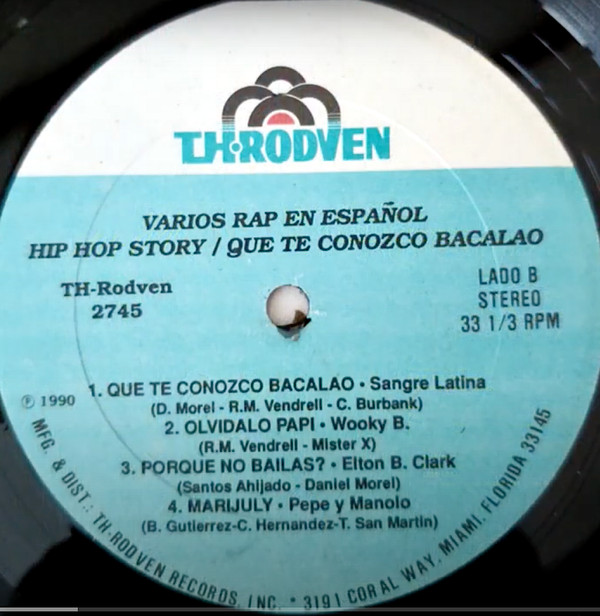 TH·RODVEN
VARIOS RAP EN ESPAÑOL
HIP HOP STORY / QUE TE CONOZCO BACALAO
TH-Rodven
2745
LADO B
STEREO
33 1/3 RPM
℗ 1990
1. QUE TE CONOZCO BACALAO • Sangre Latina
(D. Morel - R.M. Vendrell - C. Burbank)
2. OLVIDALO PAPI • Wooky B.
(R.M. Vendrell - Mister X)
3. PORQUE NO BAILAS? • Elton B. Clark
(Santos Ahijado - Daniel Morel)
4. MARIJULY • Pepe y Manolo
(B. Gutierrez-C. Hernandez-T. San Martin)
MFG. & DIST.: TH-RODVEN RECORDS, INC. • 3191 CORAL WAY, MIAMI, FLORIDA 33145